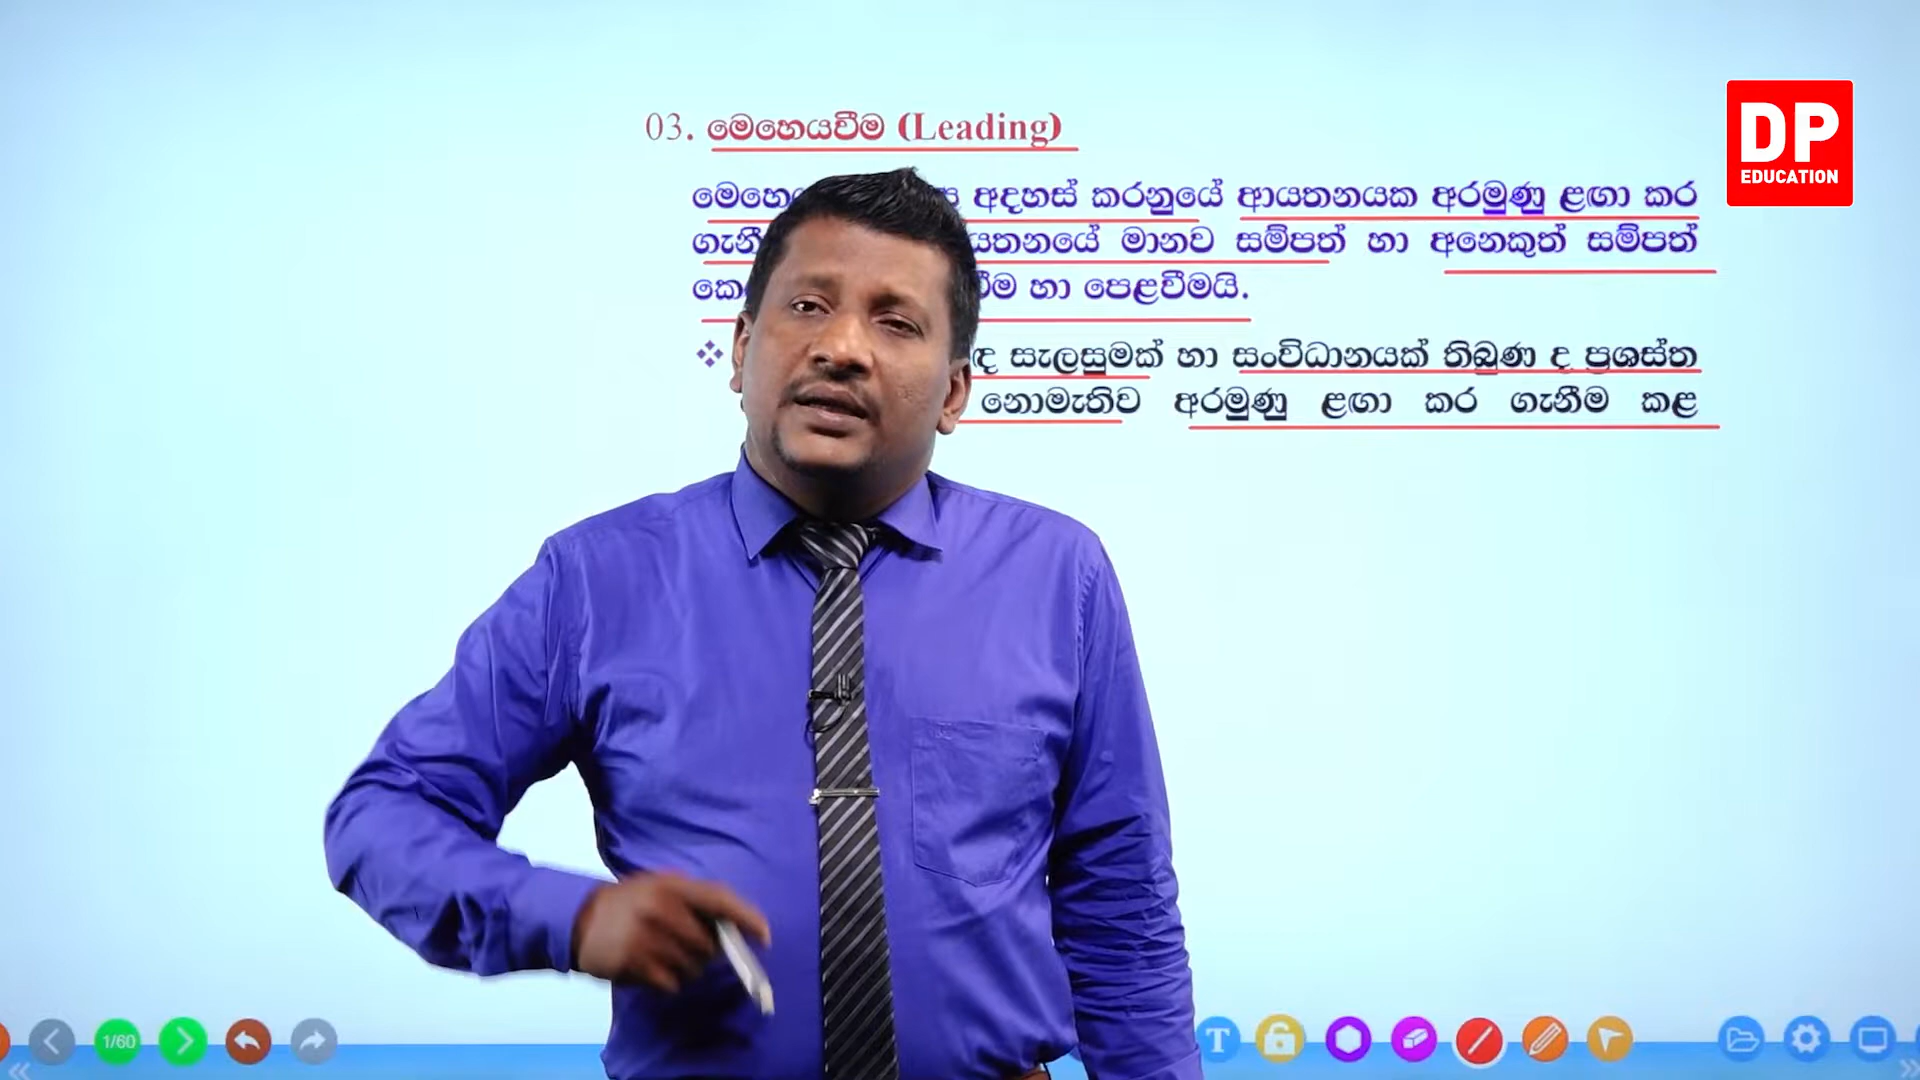 03. මෙහෙයවීම (Leading)
අදහස් කරනුයේ ආයතනයක අරමුණු ළඟා කර
මානව සම්පත් හා අනෙකුත් සම්පත්
හා පෙළවීමයි.
❖ සැලසුමක් හා සංවිධානයක් තිබුණ ද ප්‍රශස්ත
නොමැතිව අරමුණු ළඟා කර ගැනීම කළ
DP
EDUCATION
1/60
T